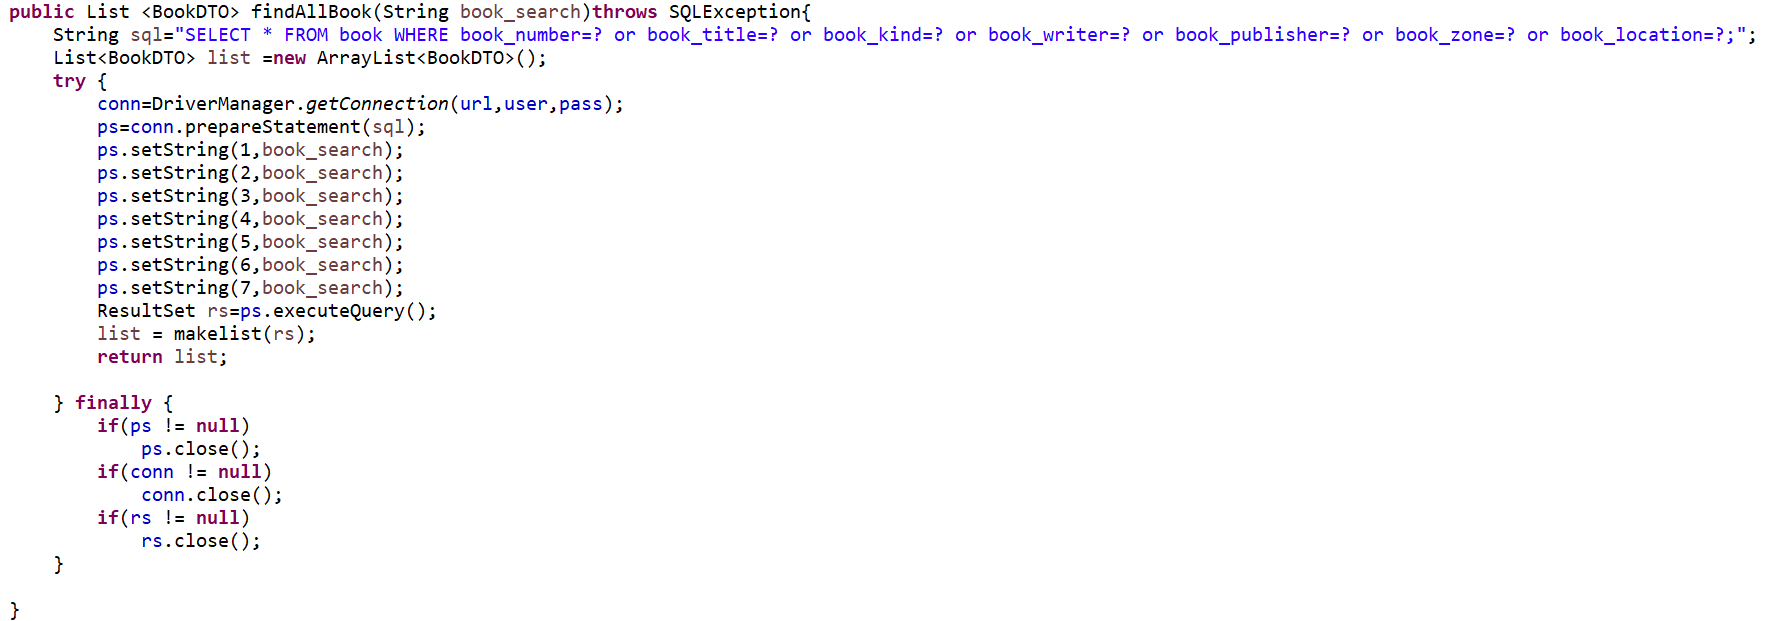 public List <BookDTO> findAllBook(String book_search)throws SQLException{
    String sql="SELECT * FROM book WHERE book_number=? or book_title=? or book_kind=? or book_writer=? or book_publisher=? or book_zone=? or book_location=?;";
    List<BookDTO> list =new ArrayList<BookDTO>();
    try {
        conn=DriverManager.getConnection(url,user,pass);
        ps=conn.prepareStatement(sql);
        ps.setString(1,book_search);
        ps.setString(2,book_search);
        ps.setString(3,book_search);
        ps.setString(4,book_search);
        ps.setString(5,book_search);
        ps.setString(6,book_search);
        ps.setString(7,book_search);
        ResultSet rs=ps.executeQuery();
        list = makelist(rs);
        return list;

    } finally {
        if(ps != null)
            ps.close();
        if(conn != null)
            conn.close();
        if(rs != null)
            rs.close();
    }

}